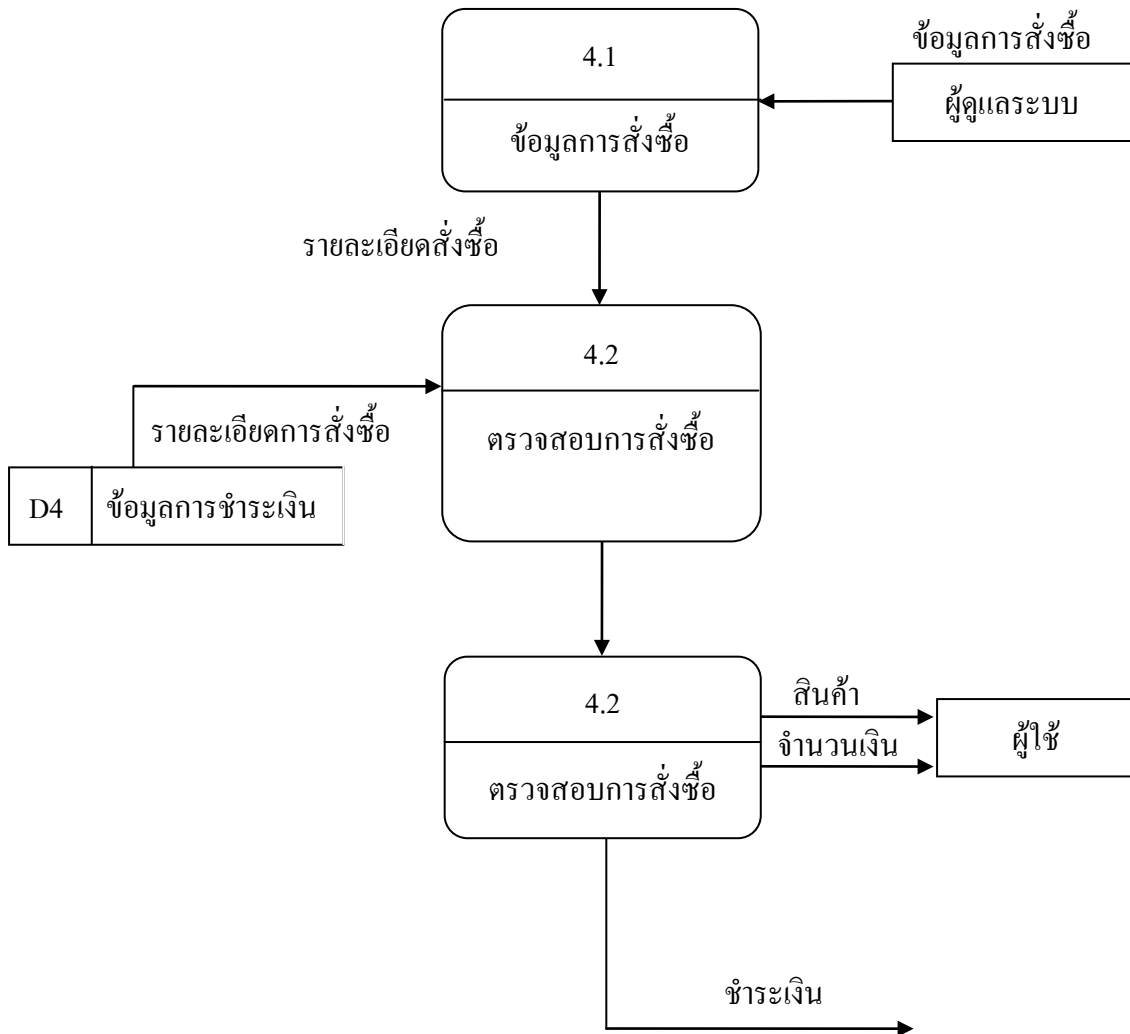 4.1
ข้อมูลการสั่งซื้อ
ข้อมูลการสั่งซื้อ
ผู้ดูแลระบบ
รายละเอียดสั่งซื้อ
4.2
ตรวจสอบการสั่งซื้อ
รายละเอียดการสั่งซื้อ
D4
ข้อมูลการชำระเงิน
4.2
ตรวจสอบการสั่งซื้อ
สินค้า
จำนวนเงิน
ผู้ใช้
ชำระเงิน